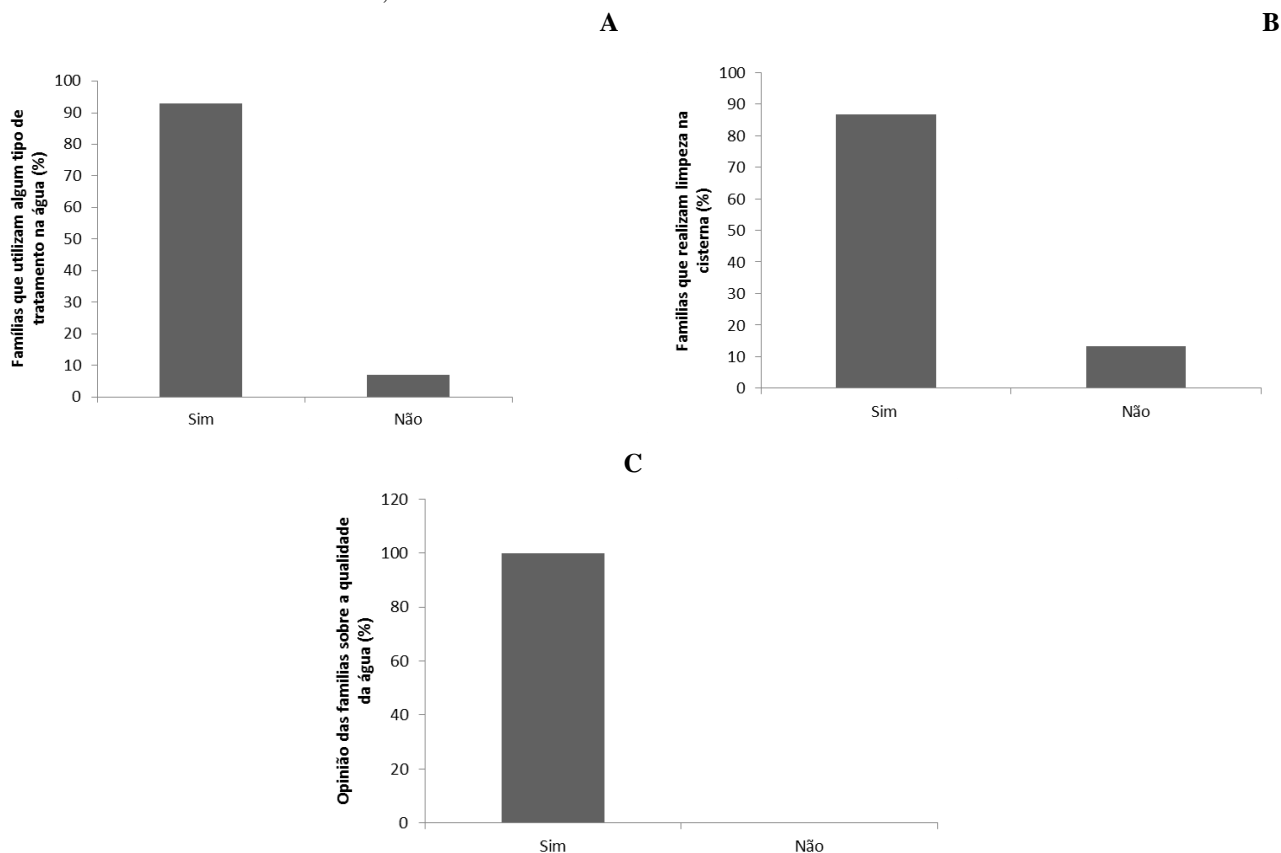 A
Famílias que utilizam algum tipo de
tratamento na água (%)
100
90
80
70
60
50
40
30
20
10
0
Sim
Não
B
Familias que realizam limpeza na
cisterna (%)
100
90
80
70
60
50
40
30
20
10
0
Sim
Não
C
Opinião das familias sobre a qualidade
da água (%)
120
100
80
60
40
20
0
Sim
Não